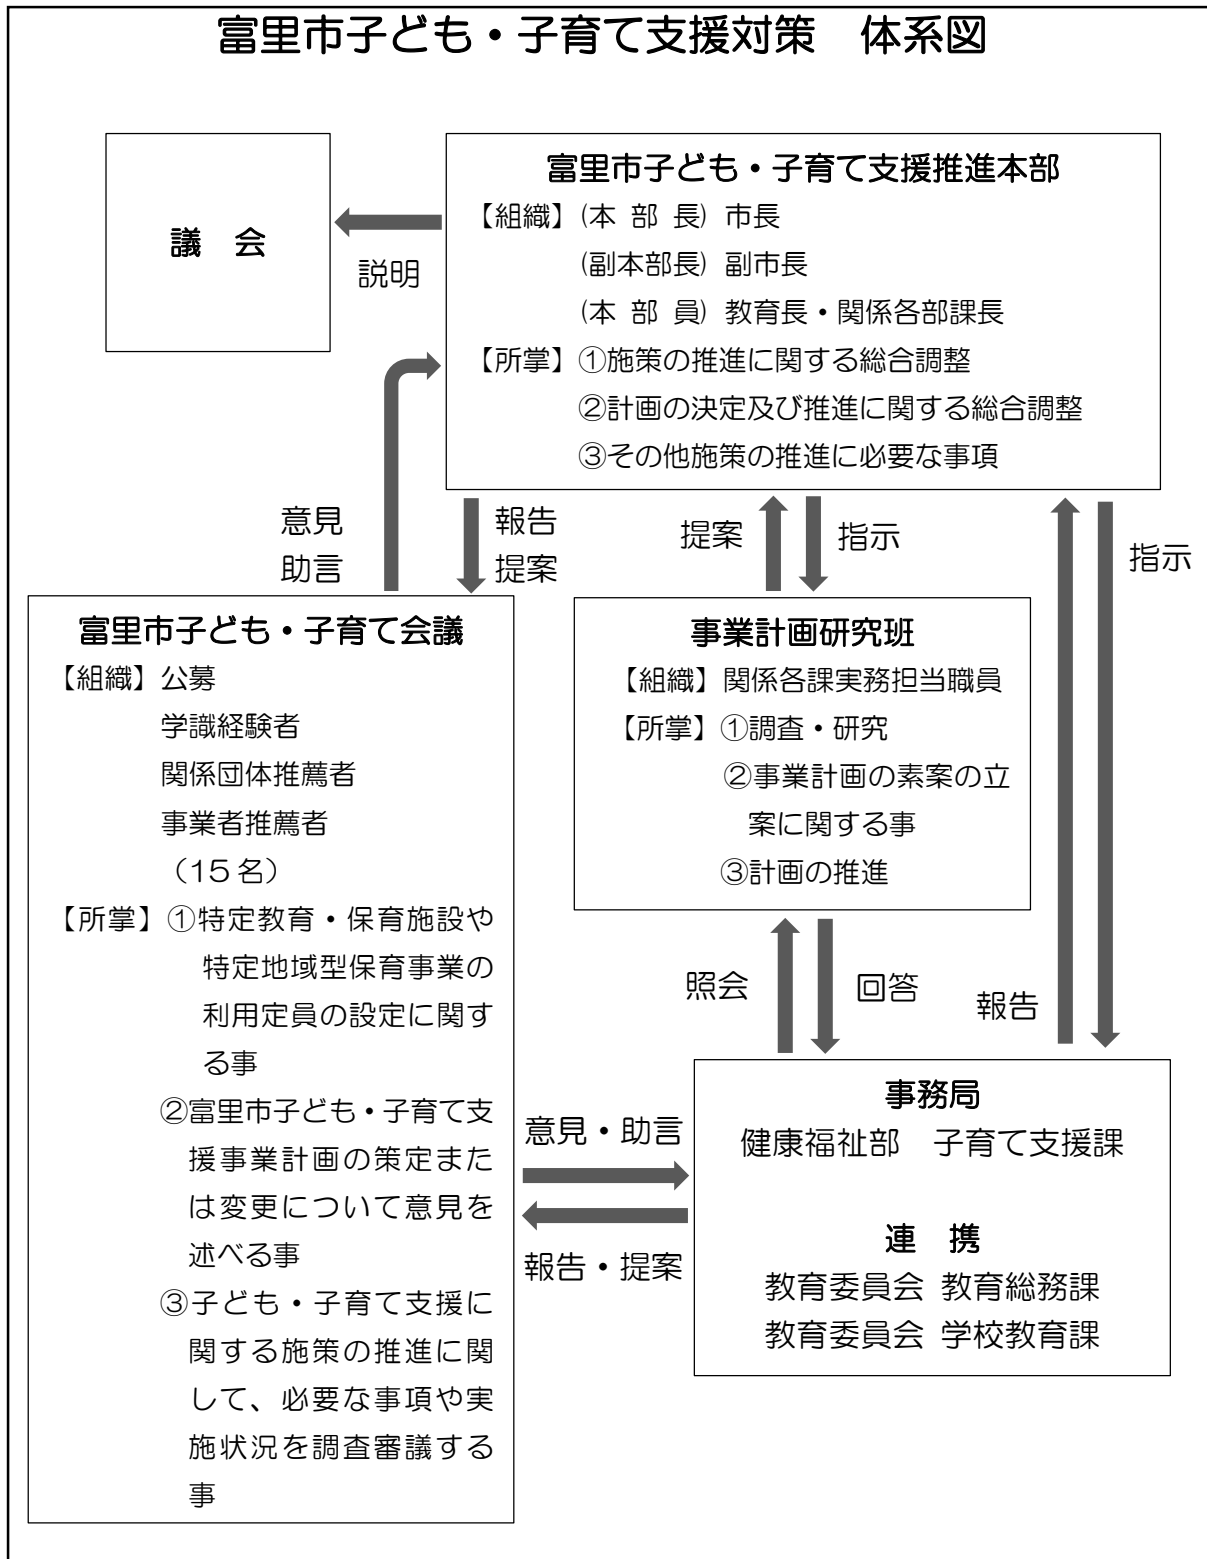 富里市子ども・子育て支援対策　体系図
議　会
説明
富里市子ども・子育て支援推進本部
【組織】(本 部 長) 市長
(副本部長) 副市長
(本 部 員) 教育長・関係各部課長
【所掌】①施策の推進に関する総合調整
②計画の決定及び推進に関する総合調整
③その他施策の推進に必要な事項
意見
助言
報告
提案
提案
指示
指示
富里市子ども・子育て会議
【組織】公募
学識経験者
関係団体推薦者
事業者推薦者
（15名）
【所掌】①特定教育・保育施設や
特定地域型保育事業の
利用定員の設定に関す
る事
②富里市子ども・子育て支
援事業計画の策定また
は変更について意見を
述べる事
③子ども・子育て支援に
関する施策の推進に関
して、必要な事項や実
施状況を調査審議する
事
事業計画研究班
【組織】関係各課実務担当職員
【所掌】①調査・研究
②事業計画の素案の立
案に関する事
③計画の推進
照会
回答
報告
意見・助言
報告・提案
事務局
健康福祉部　子育て支援課
連　携
教育委員会 教育総務課
教育委員会 学校教育課